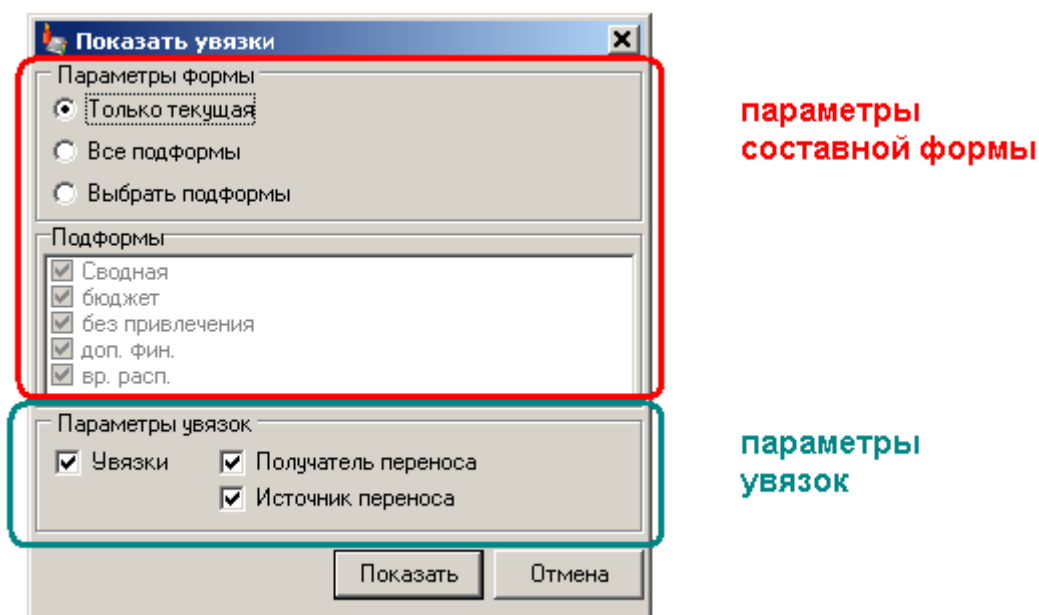 Показать увязки
Параметры формы
Только текущая
Все подформы
Выбрать подформы
Подформы
Сводная
бюджет
без привлечения
доп. фин.
вр. расп.
Параметры увязок
Увязки
Получатель переноса
Источник переноса
Показать
Отмена
параметры
составной формы
параметры
увязок